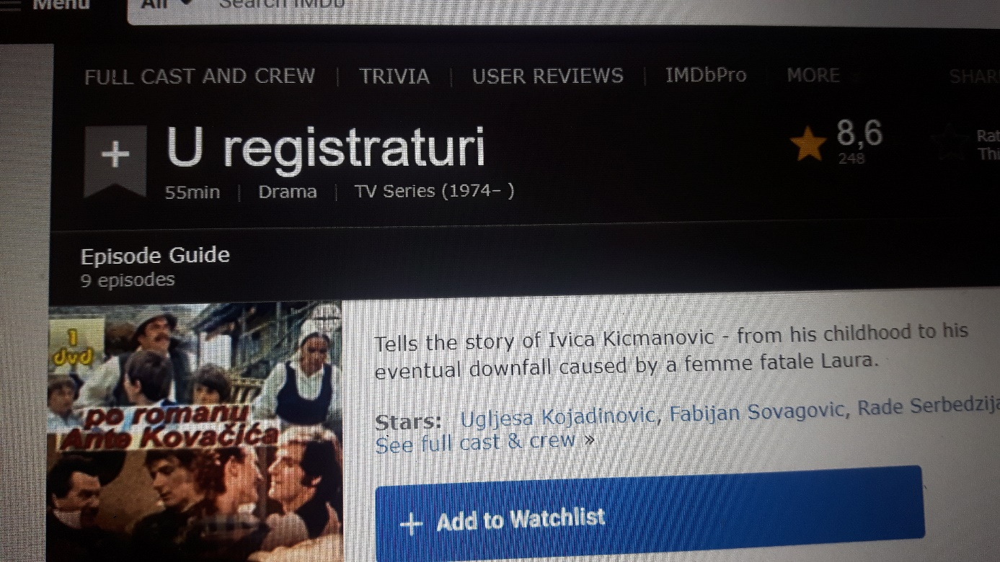 Menu
All
Search IMDb
FULL CAST AND CREW | TRIVIA | USER REVIEWS | IMDbPro | MORE
SHAR
+ U registraturi
8,6
248
Rat
Thi
55min | Drama | TV Series (1974– )
Episode Guide
9 episodes
1
dvd
po romanu
Ante Kovačića
Tells the story of Ivica Kicmanovic - from his childhood to his
eventual downfall caused by a femme fatale Laura.
Stars: Ugljesa Kojadinovic, Fabijan Sovagovic, Rade Serbedzija
See full cast & crew »
+ Add to Watchlist